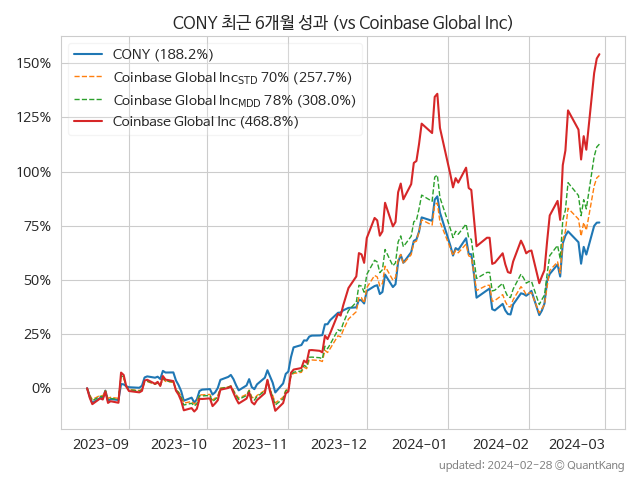 CONY 최근 6개월 성과 (vs Coinbase Global Inc)
CONY (188.2%)
Coinbase Global IncSTD 70% (257.7%)
Coinbase Global IncMDD 78% (308.0%)
Coinbase Global Inc (468.8%)
150%
125%
100%
75%
50%
25%
0%
2023-09 2023-10 2023-11 2023-12 2024-01 2024-02 2024-03
updated: 2024-02-28 © QuantKang